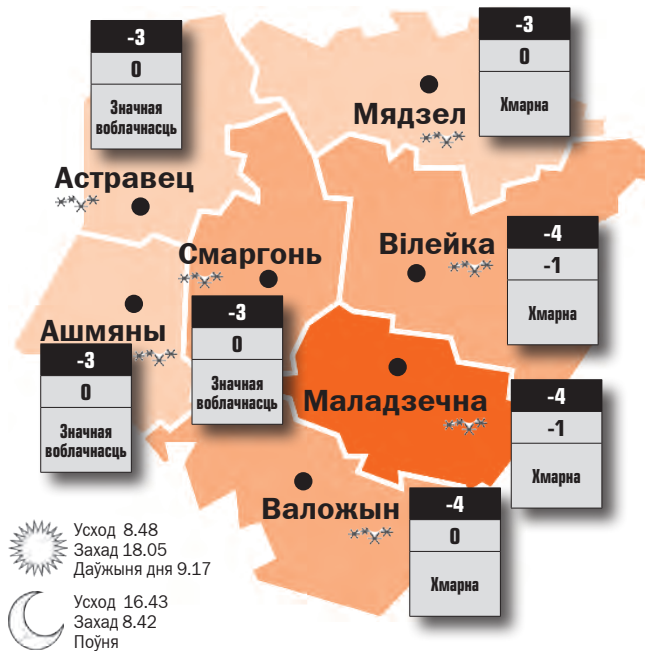 -3
0
Значная
воблачнасць
Астравец
-3
0
Хмарна
Мядзел
Смаргонь
-3
0
Значная
воблачнасць
Вілейка
-4
-1
Хмарна
Ашмяны
-3
0
Значная
воблачнасць
Маладзечна
-4
-1
Хмарна
Валожын
-4
0
Хмарна
Усход 8.48
Захад 18.05
Даўжыня дня 9.17
Усход 16.43
Захад 8.42
Поўня